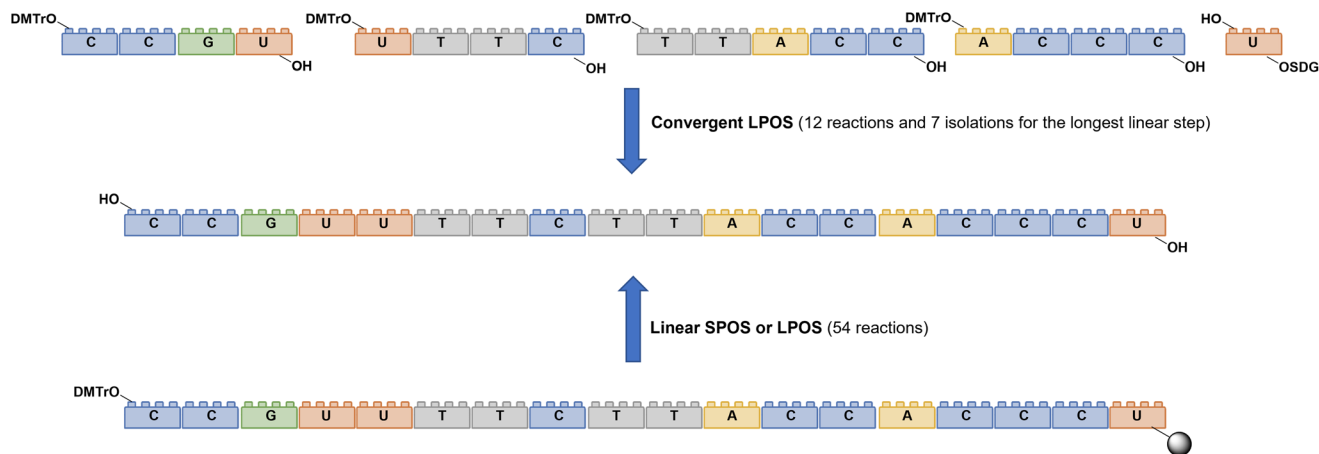 DMTrO DMTrO DMTrO DMTrO HO
C C G U U T T C T T A C C A C C C U
OH OH OH OH OSDG
Convergent LPOS (12 reactions and 7 isolations for the longest linear step)
HO
C C G U U T T C T T A C C A C C C U
OH
Linear SPOS or LPOS (54 reactions)
DMTrO
C C G U U T T C T T A C C A C C C U